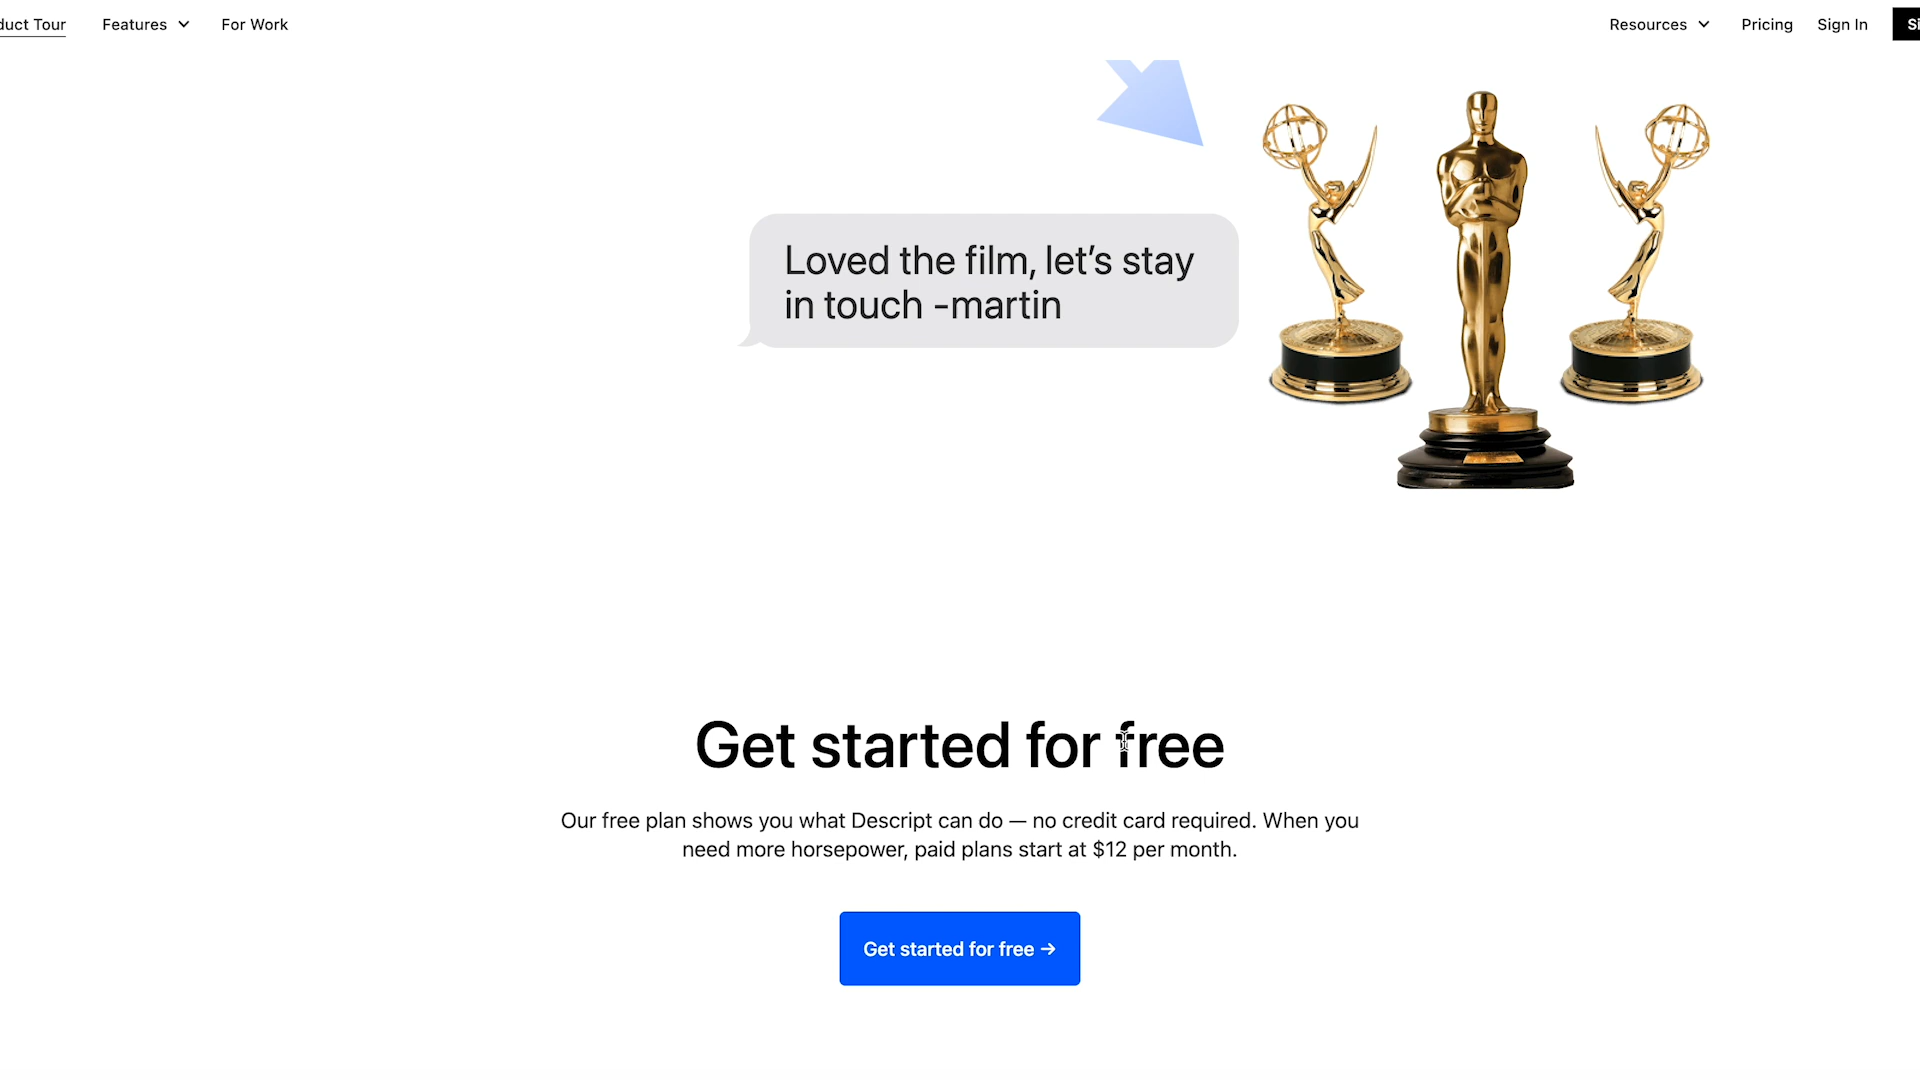 duct Tour
Features
For Work
Resources
Pricing
Sign In
Loved the film, let's stay
in touch -martin
Get started for free
Our free plan shows you what Descript can do — no credit card required. When you
need more horsepower, paid plans start at $12 per month.
Get started for free →